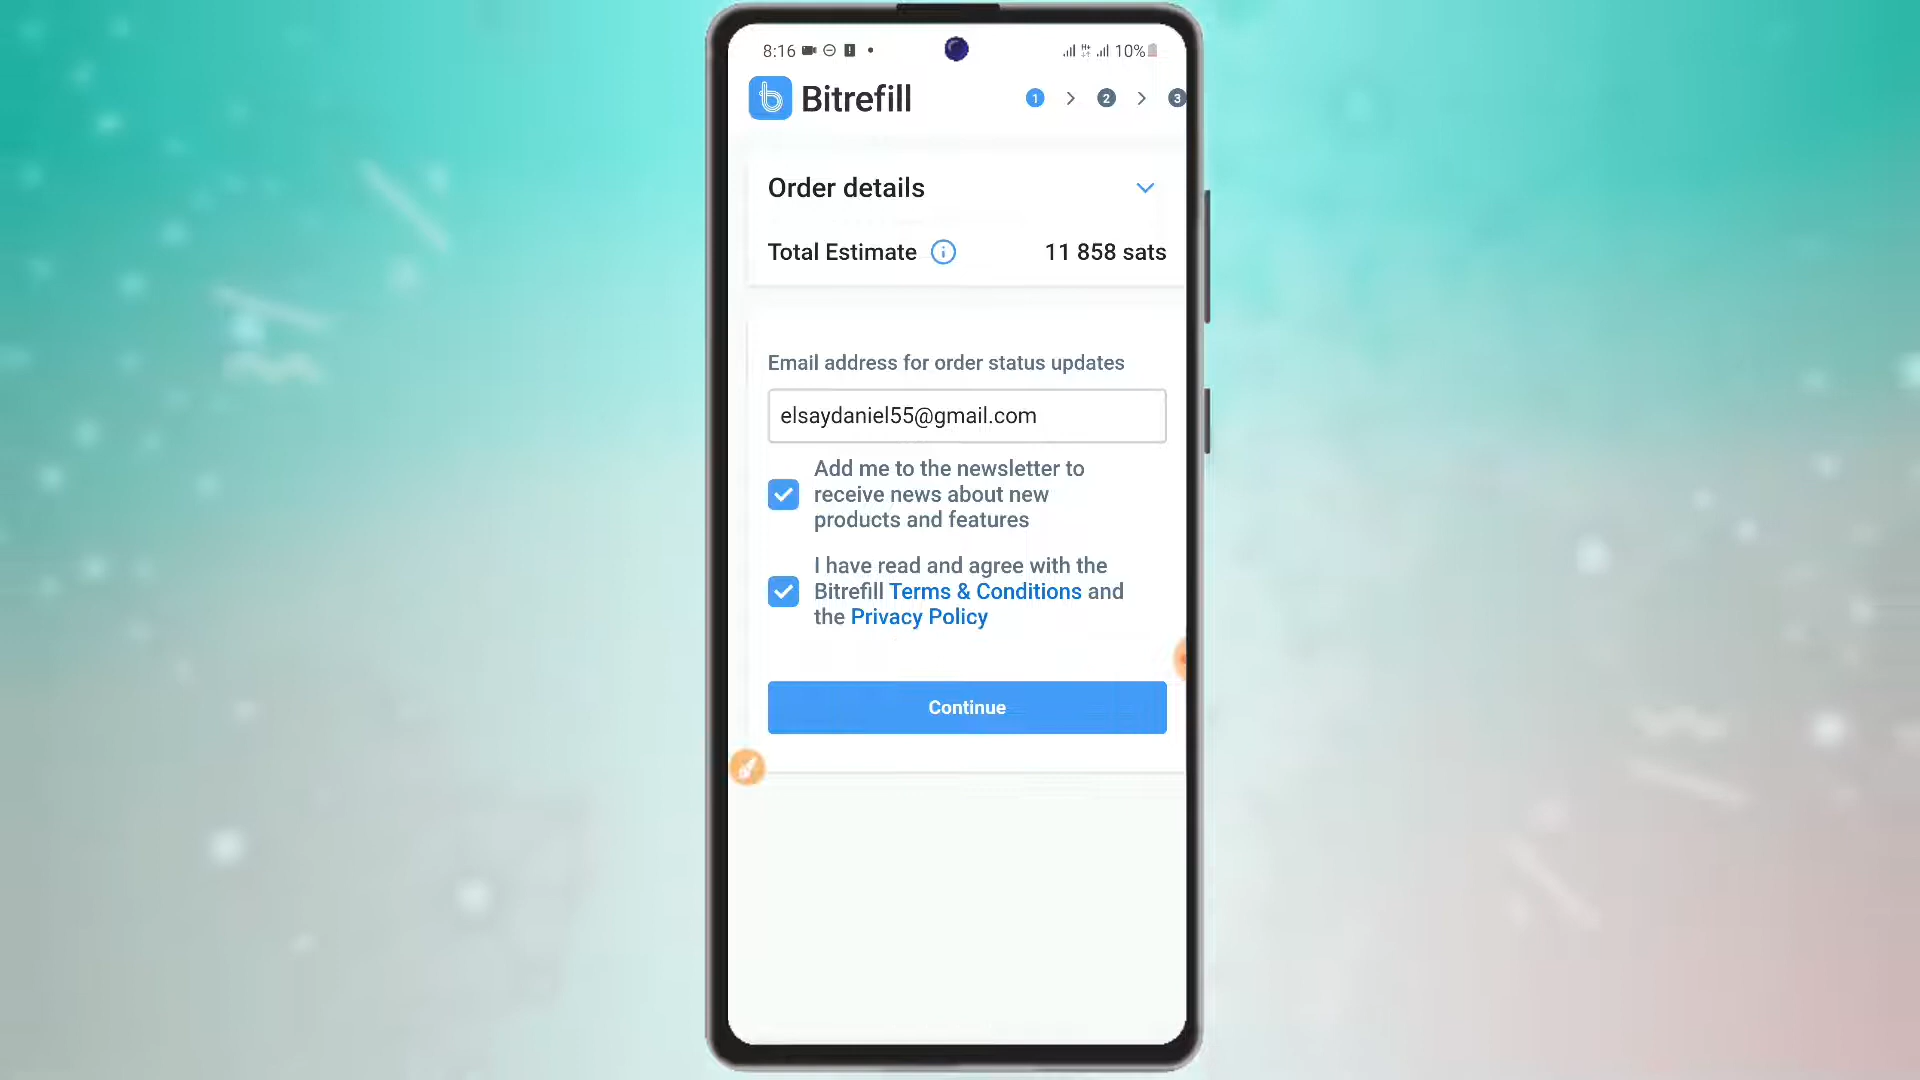 8:16 10%
Bitrefill 1 2 3
Order details
Total Estimate 11 858 sats
Email address for order status updates
elsaydaniel55@gmail.com
Add me to the newsletter to
receive news about new
products and features
I have read and agree with the
Bitrefill Terms & Conditions and
the Privacy Policy
Continue